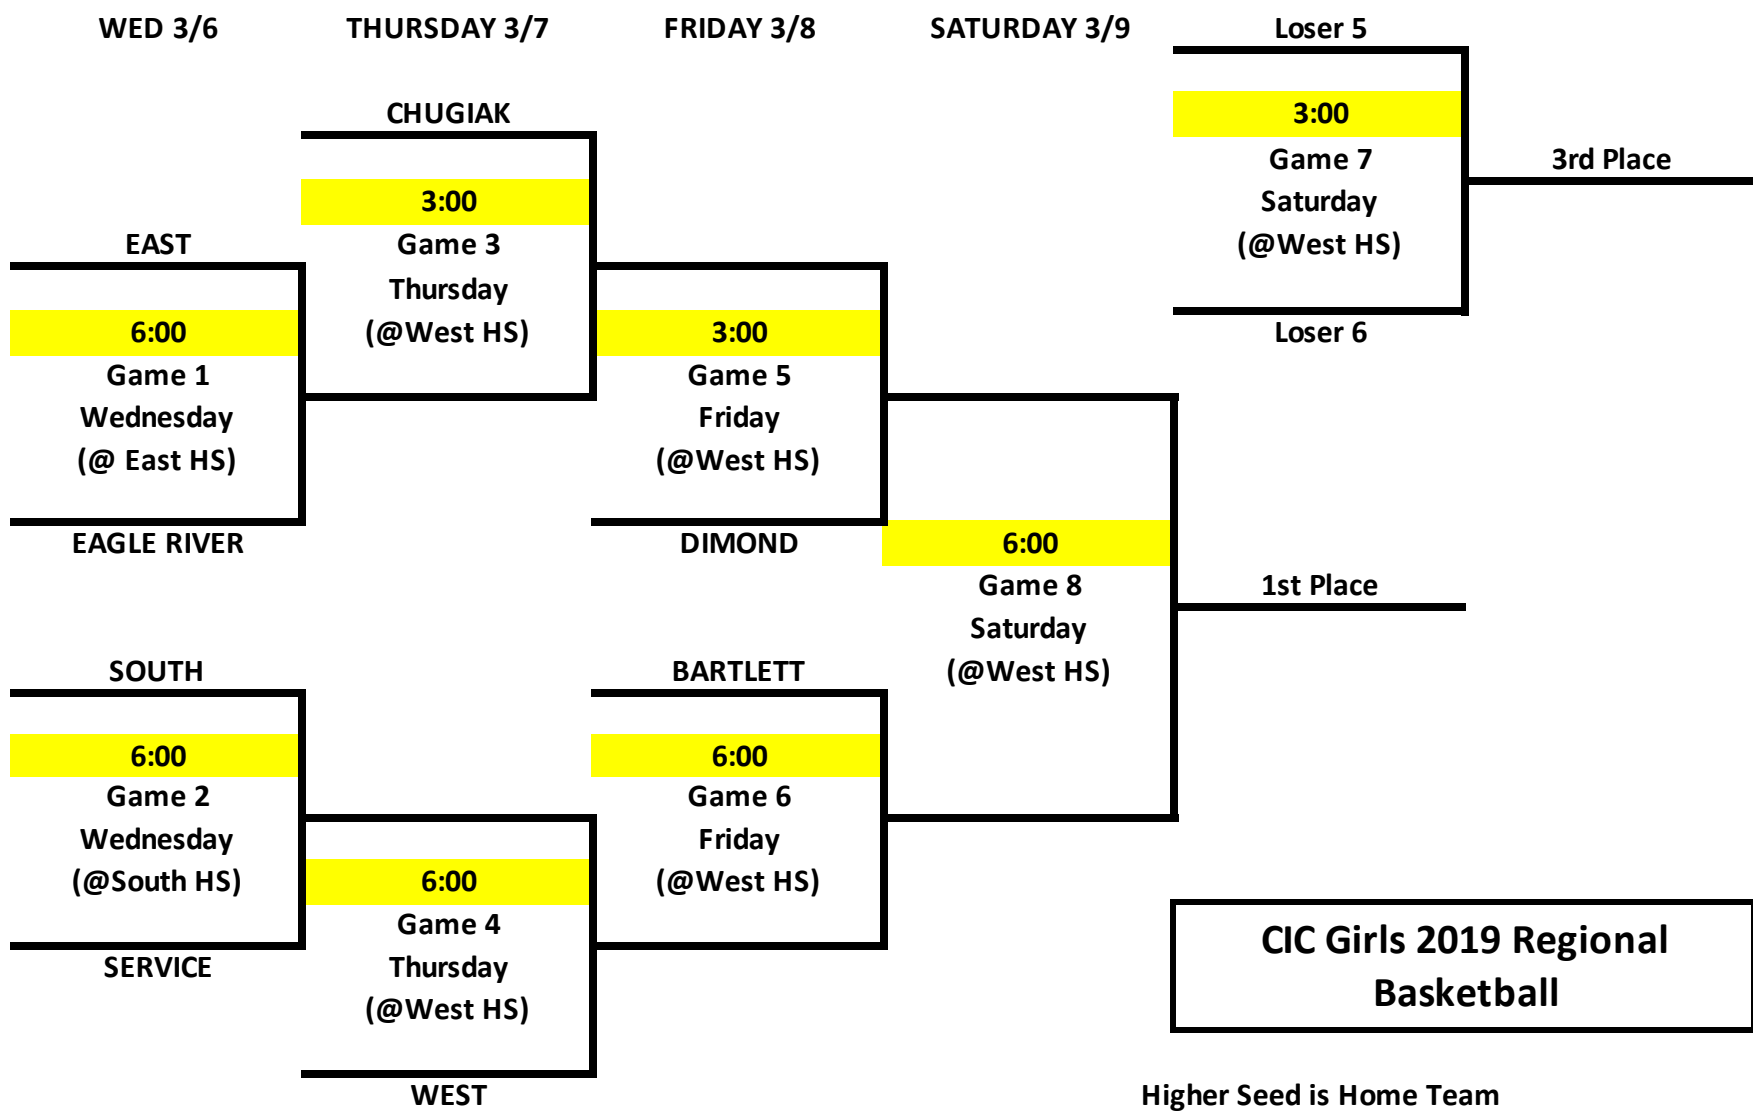 WED 3/6
THURSDAY 3/7
FRIDAY 3/8
SATURDAY 3/9
Loser 5
CHUGIAK
3:00
Game 7
Saturday
(@West HS)
3rd Place
Loser 6
3:00
Game 3
Thursday
(@West HS)
EAST
6:00
Game 1
Wednesday
(@ East HS)
EAGLE RIVER
3:00
Game 5
Friday
(@West HS)
DIMOND
6:00
Game 8
Saturday
(@West HS)
1st Place
SOUTH
6:00
Game 2
Wednesday
(@South HS)
SERVICE
BARTLETT
6:00
Game 6
Friday
(@West HS)
6:00
Game 4
Thursday
(@West HS)
WEST
CIC Girls 2019 Regional
Basketball
Higher Seed is Home Team